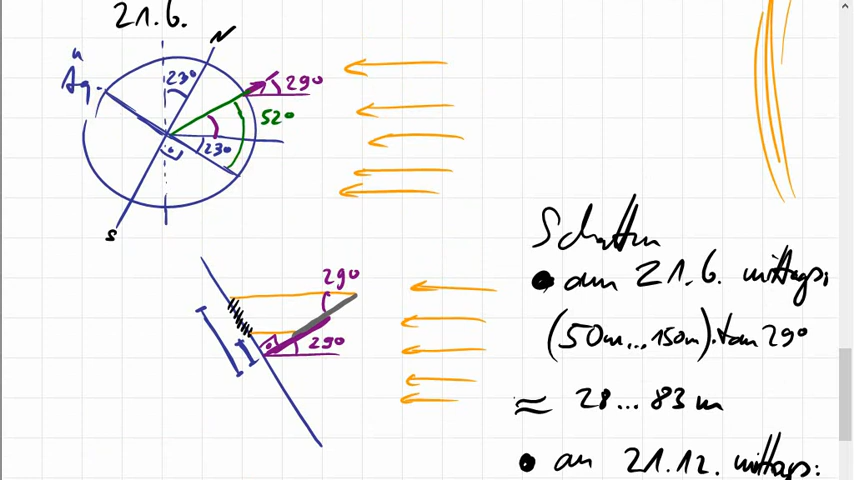 21.6.
N
Äq.
23°
29°
52°
23°
S
29°
29°
Schatten
• am 21.6. mittags:
(50m...150m)·tan 29°
≈ 28...83 m
• am 21.12. mittags: